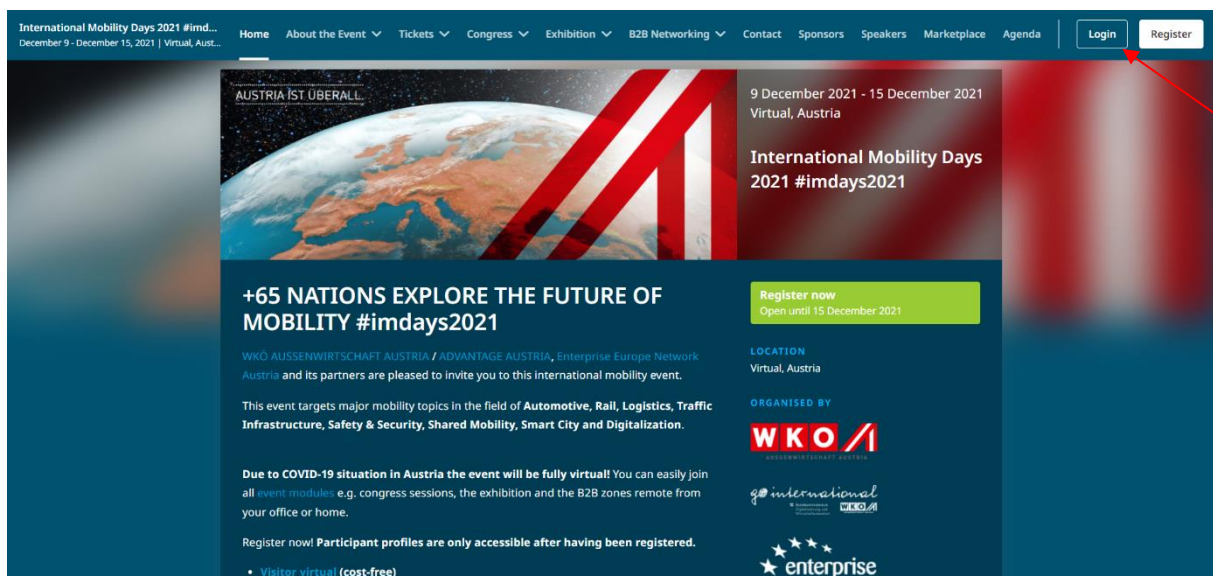 International Mobility Days 2021 #imd...
December 9 - December 15, 2021 | Virtual, Aust...
Home About the Event Tickets Congress Exhibition B2B Networking Contact Sponsors Speakers Marketplace Agenda Login Register
AUSTRIA IST ÜBERALL.
9 December 2021 - 15 December 2021
Virtual, Austria
International Mobility Days
2021 #imdays2021
+65 NATIONS EXPLORE THE FUTURE OF
MOBILITY #imdays2021
WKÖ AUSSENWIRTSCHAFT AUSTRIA / ADVANTAGE AUSTRIA, Enterprise Europe Network
Austria and its partners are pleased to invite you to this international mobility event.
This event targets major mobility topics in the field of Automotive, Rail, Logistics, Traffic
Infrastructure, Safety & Security, Shared Mobility, Smart City and Digitalization.
Due to COVID-19 situation in Austria the event will be fully virtual! You can easily join
all event modules e.g. congress sessions, the exhibition and the B2B zones remote from
your office or home.
Register now! Participant profiles are only accessible after having been registered.
• Visitor virtual (cost-free)
Register now
Open until 15 December 2021
LOCATION
Virtual, Austria
ORGANISED BY
WKO
AUSSENWIRTSCHAFT AUSTRIA
go international
WKO
enterprise